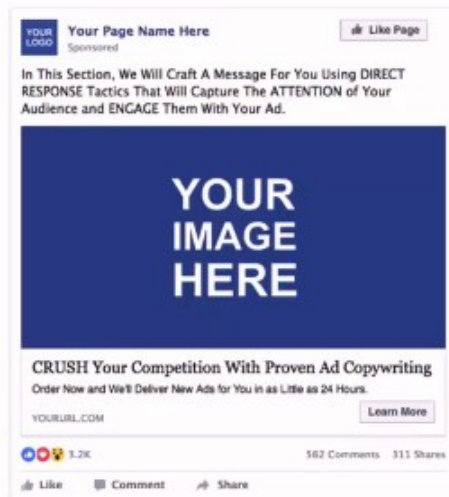 YOUR
LOGO
Your Page Name Here
Like Page
Sponsored
In This Section, We Will Craft A Message For You Using DIRECT
RESPONSE Tactics That Will Capture The ATTENTION of Your
Audience and ENGAGE Them With Your Ad.
YOUR
IMAGE
HERE
CRUSH Your Competition With Proven Ad Copywriting
Order Now and We'll Deliver New Ads for You in as Little as 24 Hours.
YOURURL.COM
Learn More
3.2K
562 Comments 311 Shares
Like Comment Share